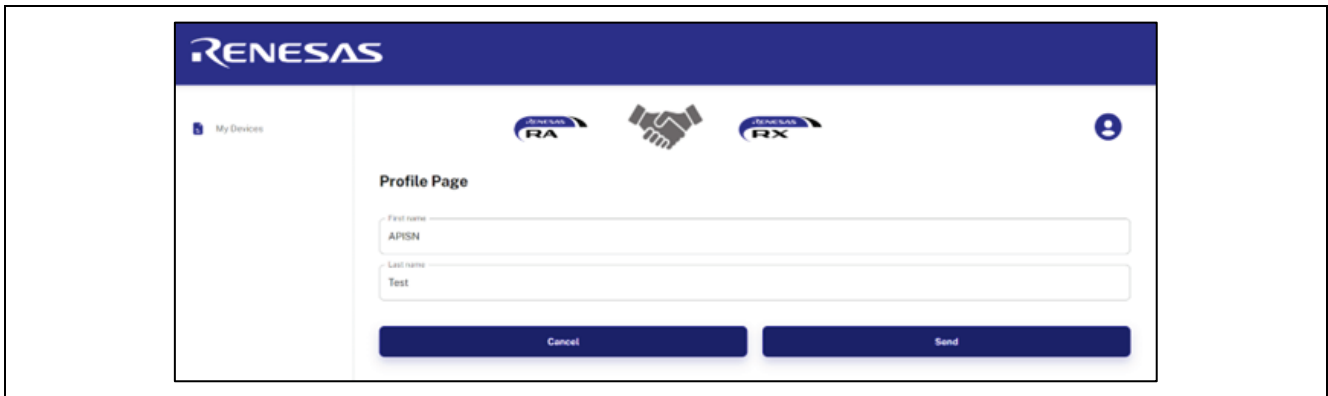 RENESAS
My Devices
RENESAS
RA
RENESAS
RX
Profile Page
First name
APISN
Last name
Test
Cancel Send